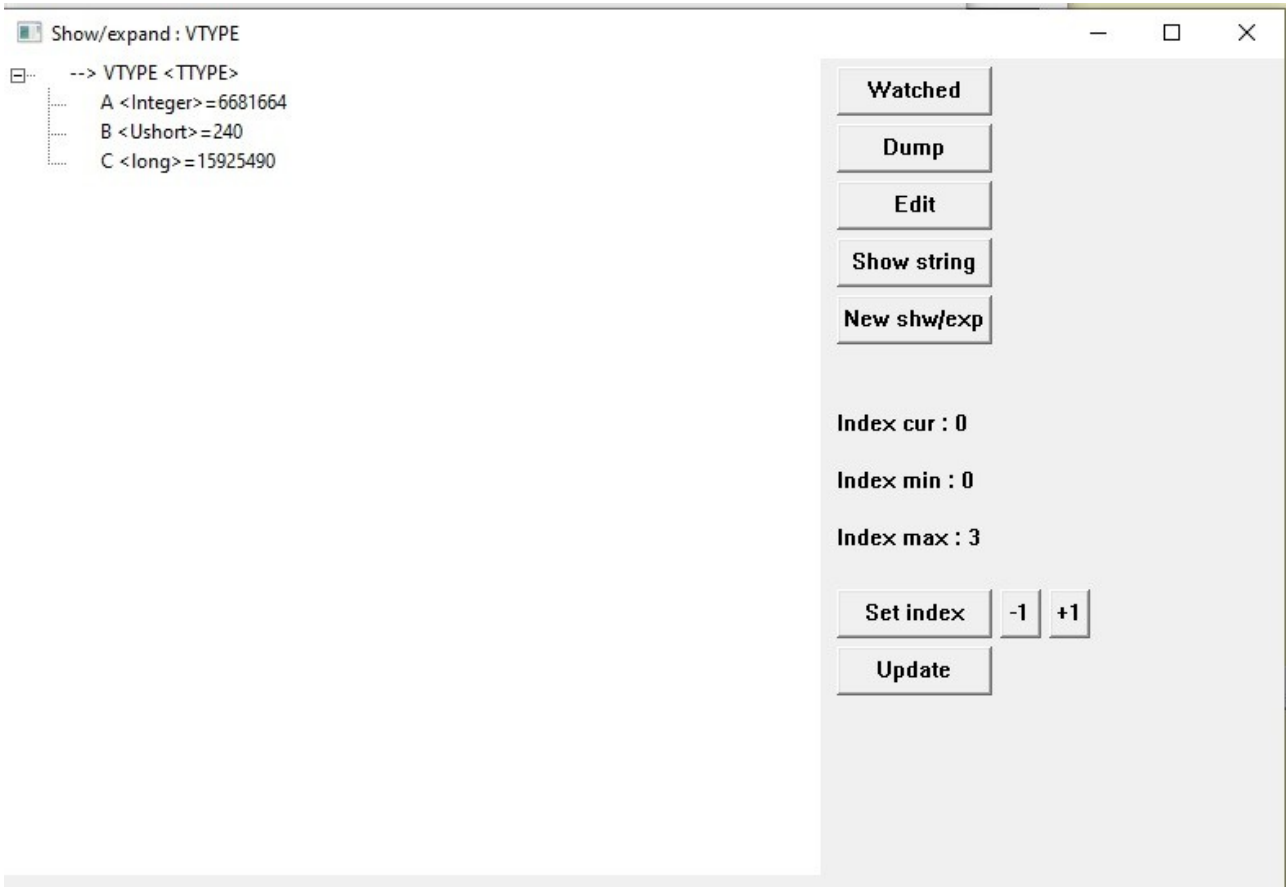 Show/expand : VTYPE
--> VTYPE <TTYPE>
A <Integer>=6681664
B <Ushort>=240
C <long>=15925490
Watched
Dump
Edit
Show string
New shw/exp
Index cur : 0
Index min : 0
Index max : 3
Set index -1 +1
Update